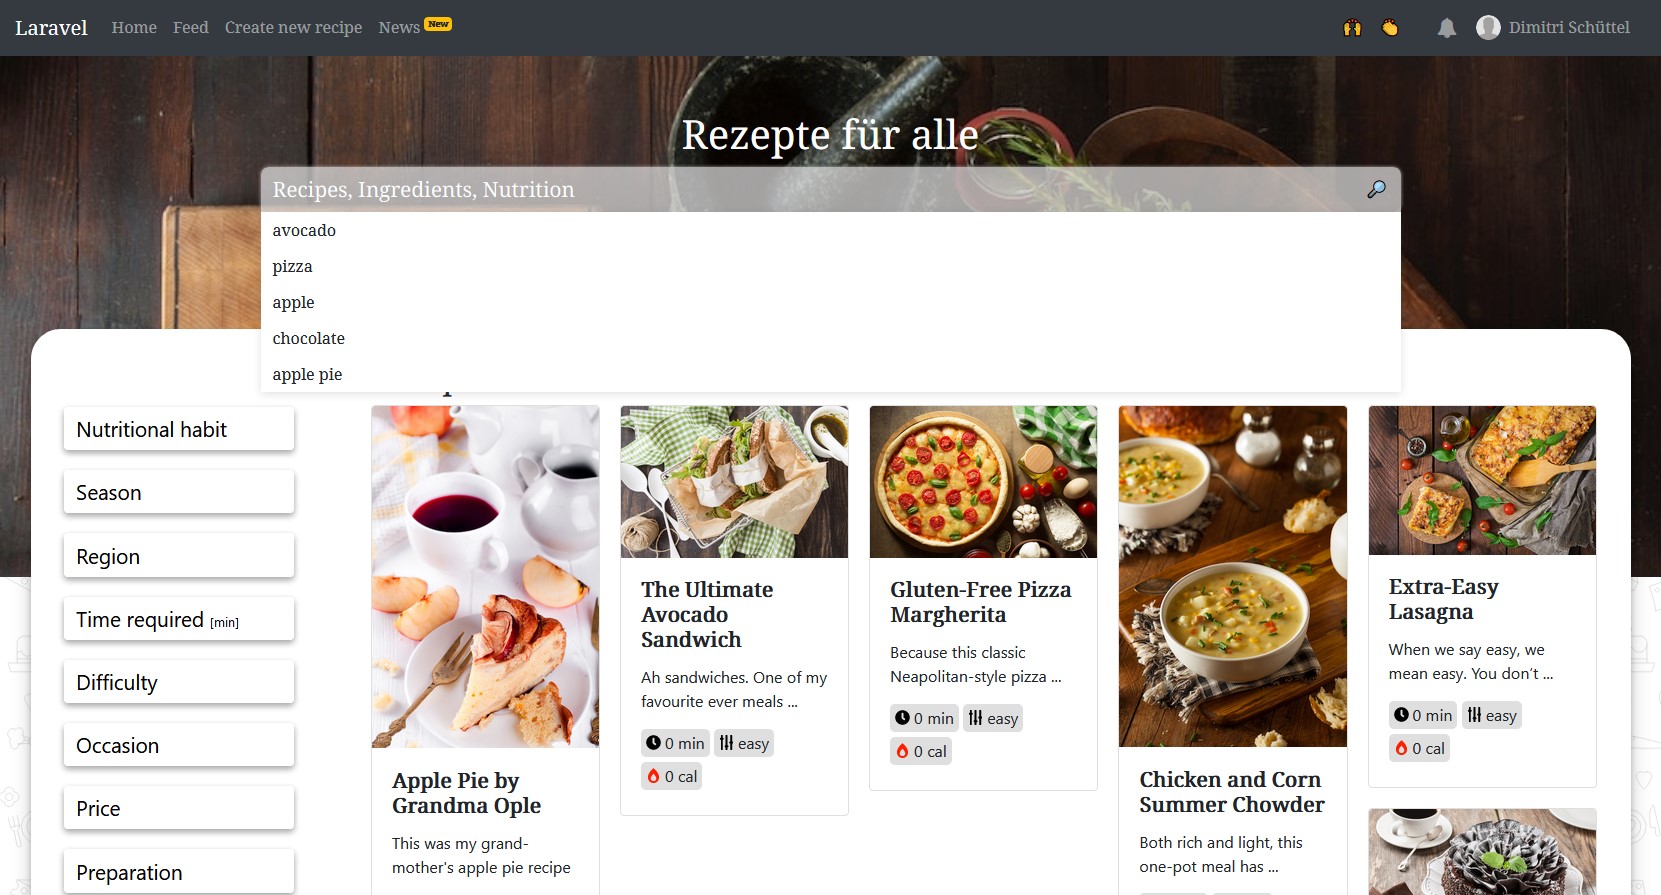 Laravel Home Feed Create new recipe News New Dimitri Schüttel
Rezepte für alle
Recipes, Ingredients, Nutrition
avocado
pizza
apple
chocolate
apple pie
Nutritional habit
Season
Region
Time required [min]
Difficulty
Occasion
Price
Preparation
Apple Pie by
Grandma Ople
This was my grand-
mother's apple pie recipe
The Ultimate
Avocado
Sandwich
Ah sandwiches. One of my
favourite ever meals ...
0 min easy
0 cal
Gluten-Free Pizza
Margherita
Because this classic
Neapolitan-style pizza ...
0 min easy
0 cal
Chicken and Corn
Summer Chowder
Both rich and light, this
one-pot meal has ...
Extra-Easy
Lasagna
When we say easy, we
mean easy. You don't ...
0 min easy
0 cal